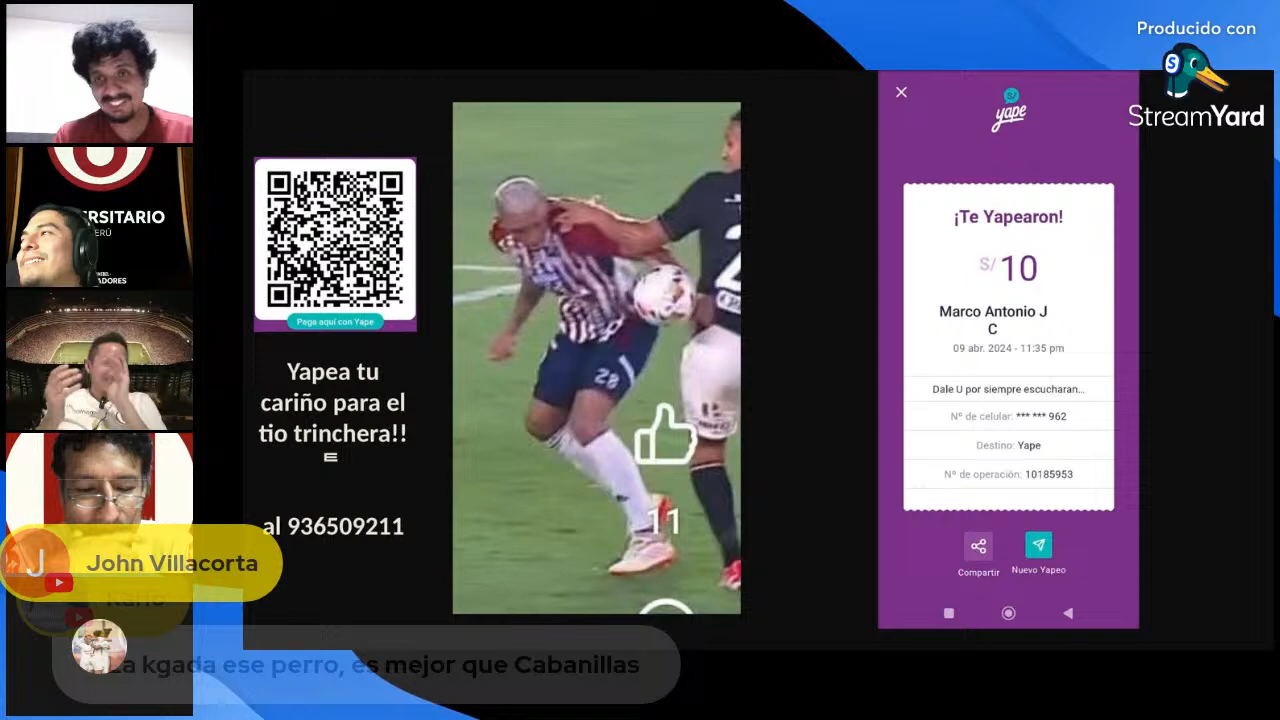 Producido con
StreamYard
S
ERSITARIO
ERÚ
ADORES
Paga aquí con Yape
Yapea tu
cariño para el
tio trinchera!!
E
al 936509211
28
2
11
S/
yape
¡Te Yapearon!
S/ 10
Marco Antonio J
C
09 abr. 2024 - 11:35 pm
Dale U por siempre escucharan...
Nº de celular: *** *** 962
Destino: Yape
Nº de operación: 10185953
Compartir
Nuevo Yapeo
J
John Villacorta
Karlo
La kgada ese perro, es mejor que Cabanillas